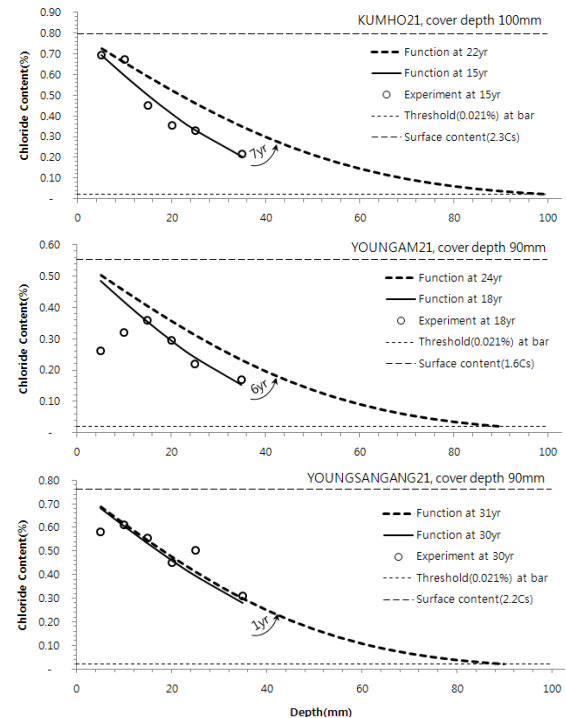 KUMHO21, cover depth 100mm
Chloride Content(%)
0.90
0.80
0.70
0.60
0.50
0.40
0.30
0.20
0.10
-
Function at 22yr
Function at 15yr
Experiment at 15yr
Threshold(0.021%) at bar
Surface content(2.3Cs)
7yr
0 20 40 60 80 100
YOUNGAM21, cover depth 90mm
Chloride Content(%)
0.60
0.50
0.40
0.30
0.20
0.10
-
Function at 24yr
Function at 18yr
Experiment at 18yr
Threshold(0.021%) at bar
Surface content(1.6Cs)
6yr
0 20 40 60 80 100
YOUNGSANGANG21, cover depth 90mm
Chloride Content(%)
0.80
0.70
0.60
0.50
0.40
0.30
0.20
0.10
-
Function at 31yr
Function at 30yr
Experiment at 30yr
Threshold(0.021%) at bar
Surface content(2.2Cs)
1yr
0 20 40 60 80 100
Depth(mm)